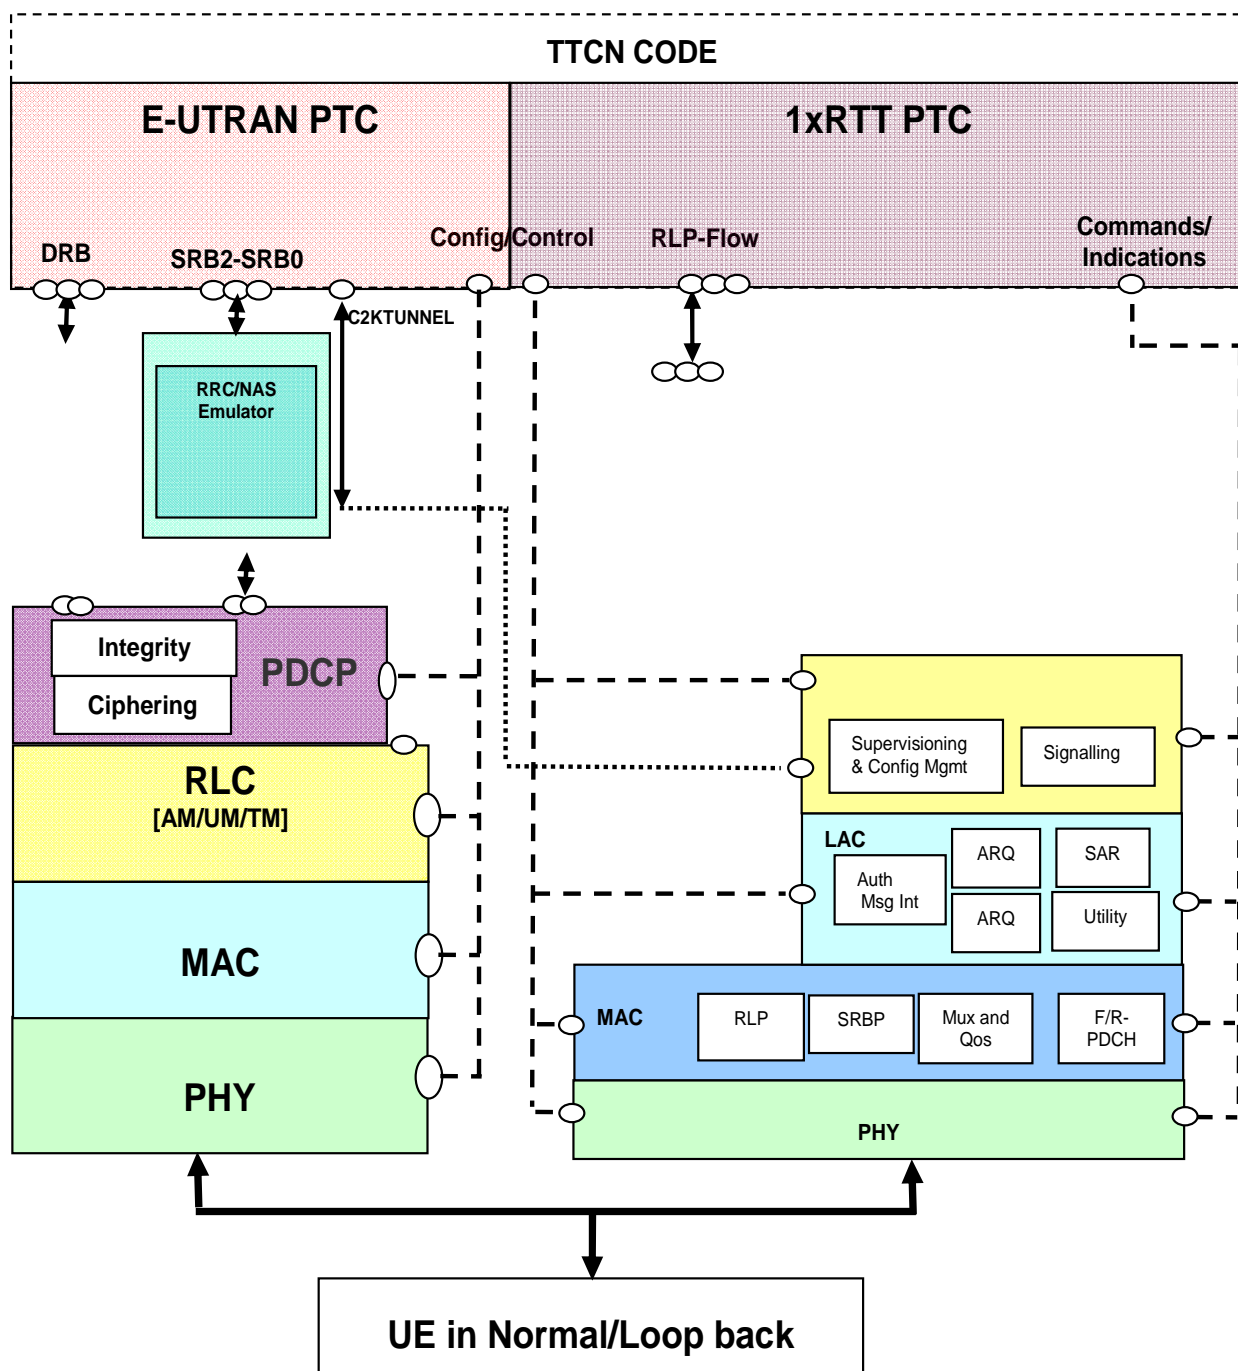 TTCN CODE
E-UTRAN PTC
1xRTT PTC
DRB
SRB2-SRB0
Config/Control
RLP-Flow
Commands/
Indications
C2KTUNNEL
RRC/NAS
Emulator
Integrity
Ciphering
PDCP
RLC
[AM/UM/TM]
MAC
PHY
Supervisioning
& Config Mgmt
Signalling
LAC
Auth
Msg Int
ARQ
SAR
ARQ
Utility
MAC
RLP
SRBP
Mux and
Qos
F/R-
PDCH
PHY
UE in Normal/Loop back